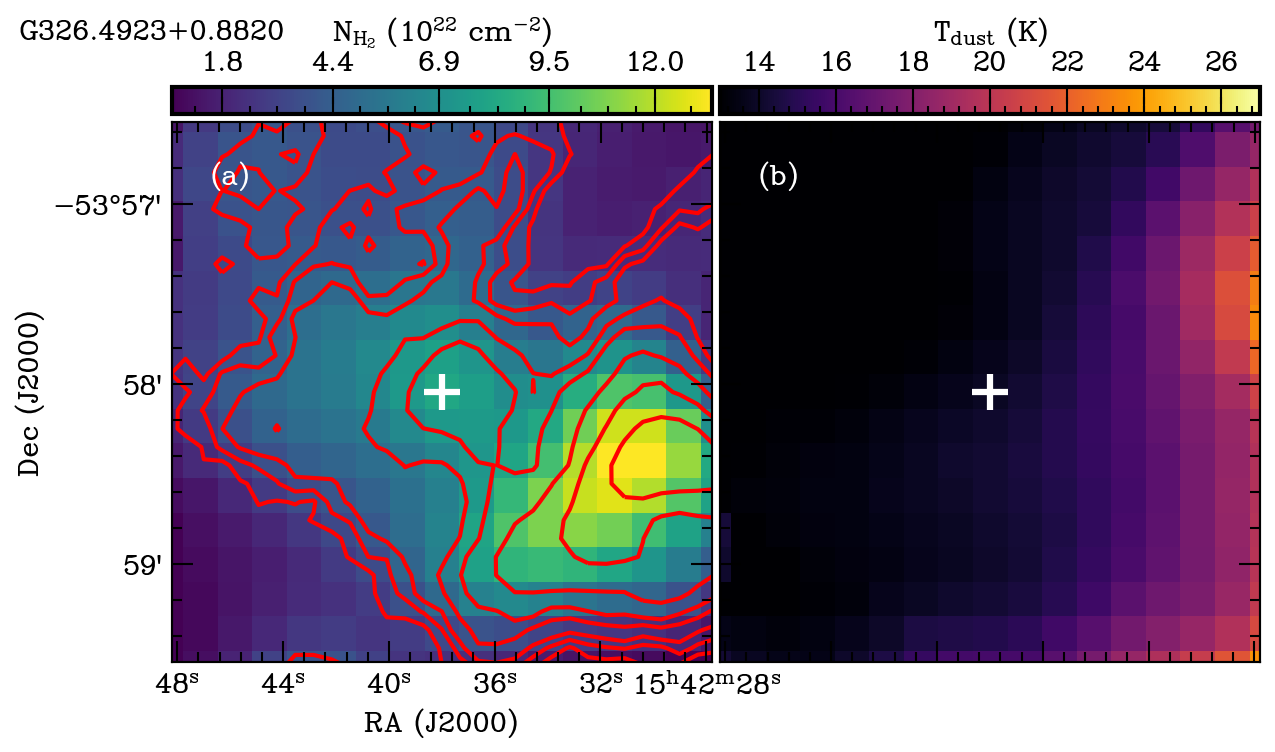 G326.4923+0.8820 N_H₂ (10²² cm⁻²) T_dust (K)
1.8 4.4 6.9 9.5 12.0 14 16 18 20 22 24 26
(a) (b)
−53°57'
58'
59'
Dec (J2000)
48ˢ 44ˢ 40ˢ 36ˢ 32ˢ 15ʰ42ᵐ28ˢ
RA (J2000)